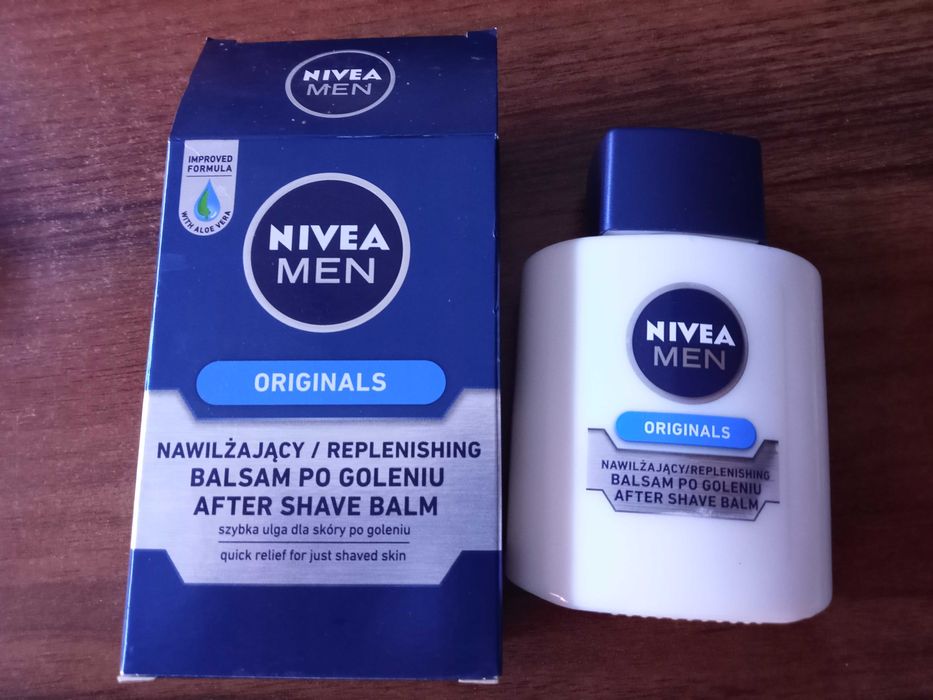 NIVEA
MEN
IMPROVED
FORMULA
WITH ALOE VERA
NIVEA
MEN
ORIGINALS
NAWILŻAJĄCY / REPLENISHING
BALSAM PO GOLENIU
AFTER SHAVE BALM
szybka ulga dla skóry po goleniu
quick relief for just shaved skin
NIVEA
MEN
ORIGINALS
NAWILŻAJĄCY/REPLENISHING
BALSAM PO GOLENIU
AFTER SHAVE BALM